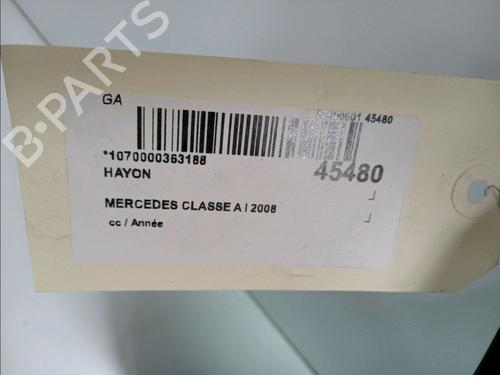 B-PARTS
GA
45480
*1070000363188
HAYON
45480
MERCEDES CLASSE A I 2008
cc / Année